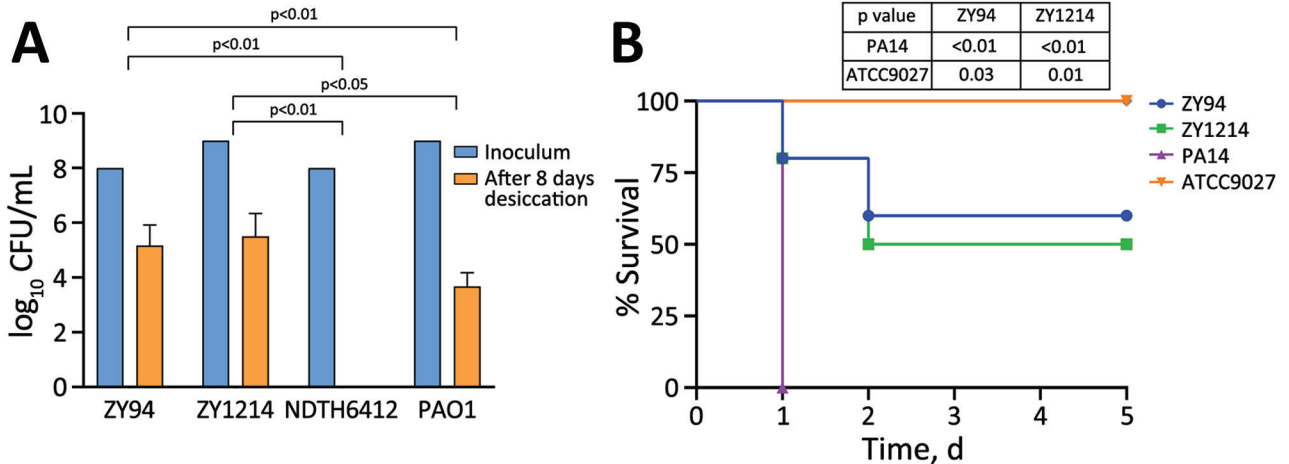 A
p<0.01
p<0.01
p<0.05
p<0.01
log10 CFU/mL
10
8
6
4
2
0
ZY94 ZY1214 NDTH6412 PAO1
Inoculum
After 8 days
desiccation
B
p value ZY94 ZY1214
PA14 <0.01 <0.01
ATCC9027 0.03 0.01
% Survival
100
75
50
25
0
0 1 2 3 4 5
Time, d
ZY94
ZY1214
PA14
ATCC9027